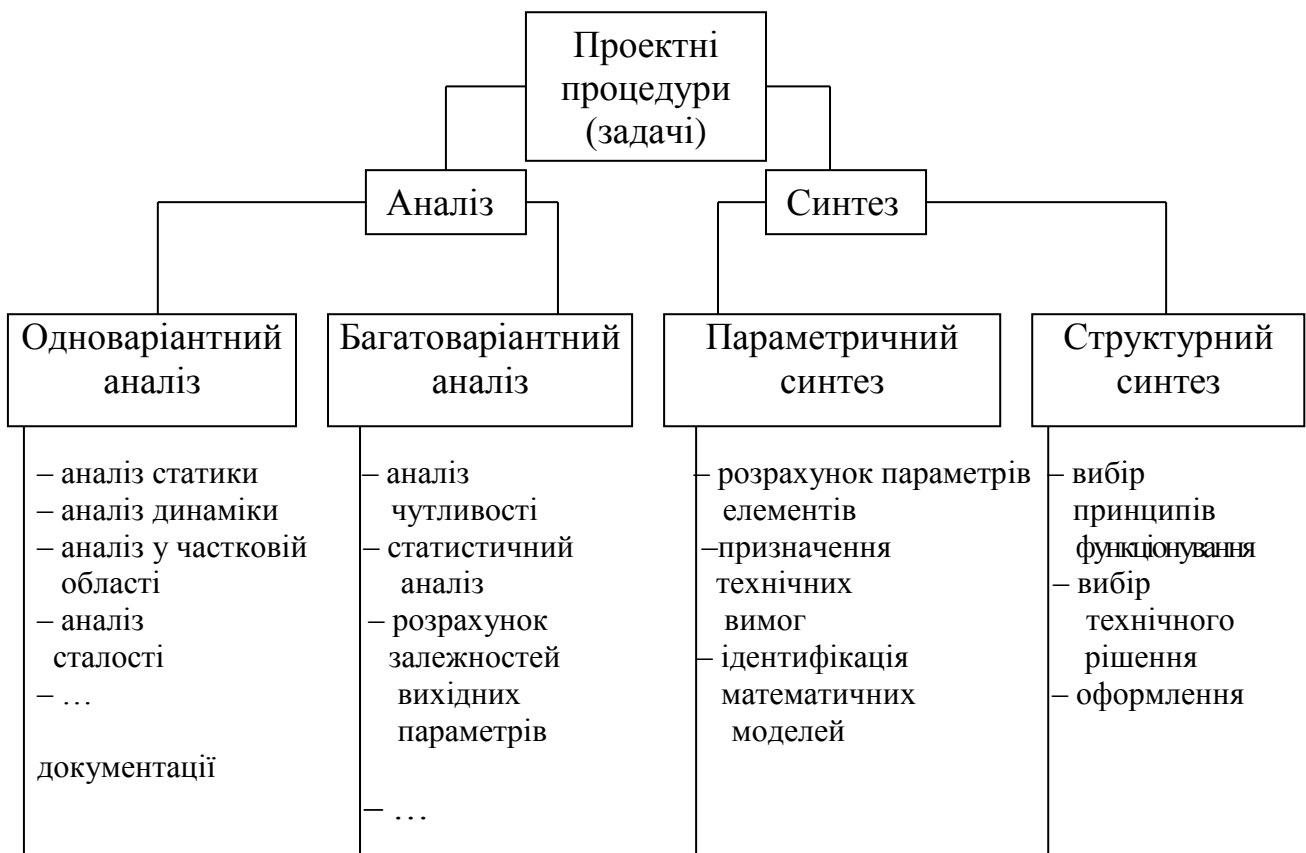 Проектні
процедури
(задачі)
Аналіз
Синтез
Одноваріантний
аналіз
Багатоваріантний
аналіз
Параметричний
синтез
Структурний
синтез
– аналіз статики
– аналіз динаміки
– аналіз у частковій
області
– аналіз
сталості
– …
документації
– аналіз
чутливості
– статистичний
аналіз
– розрахунок
залежностей
вихідних
параметрів
– …
– розрахунок параметрів
елементів
–призначення
технічних
вимог
– ідентифікація
математичних
моделей
– вибір
принципів
функціонування
– вибір
технічного
рішення
– оформлення